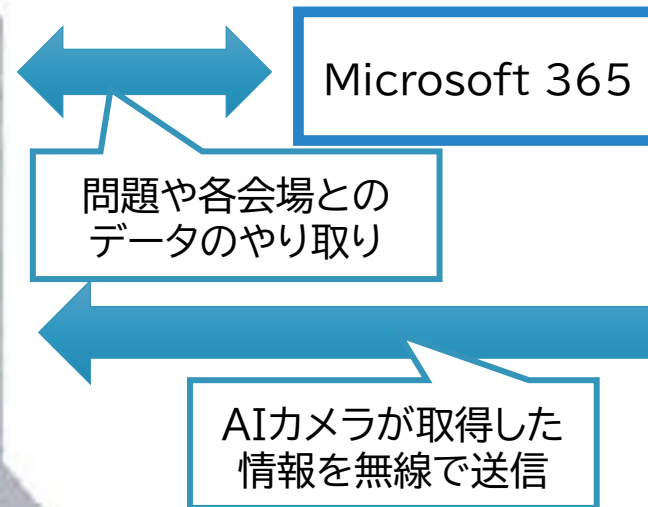 Microsoft 365
問題や各会場との
データのやり取り
AIカメラが取得した
情報を無線で送信